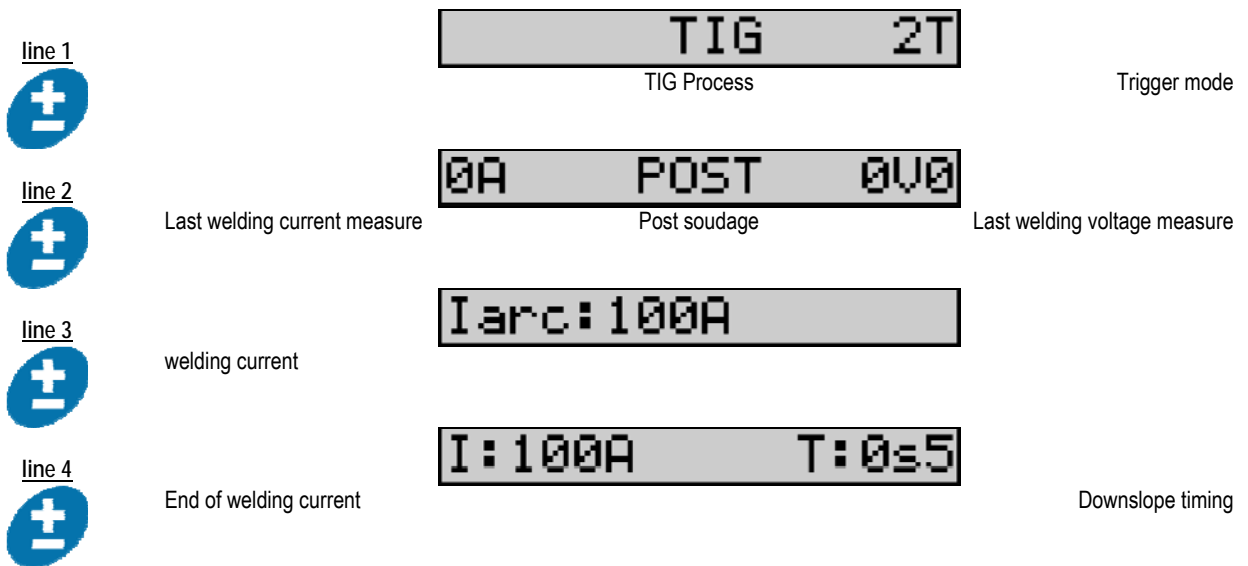 line 1
TIG 2T
TIG Process Trigger mode
line 2
0A POST 0V0
Last welding current measure Post soudage Last welding voltage measure
line 3
Iarc:100A
welding current
line 4
I:100A T:0s5
End of welding current Downslope timing